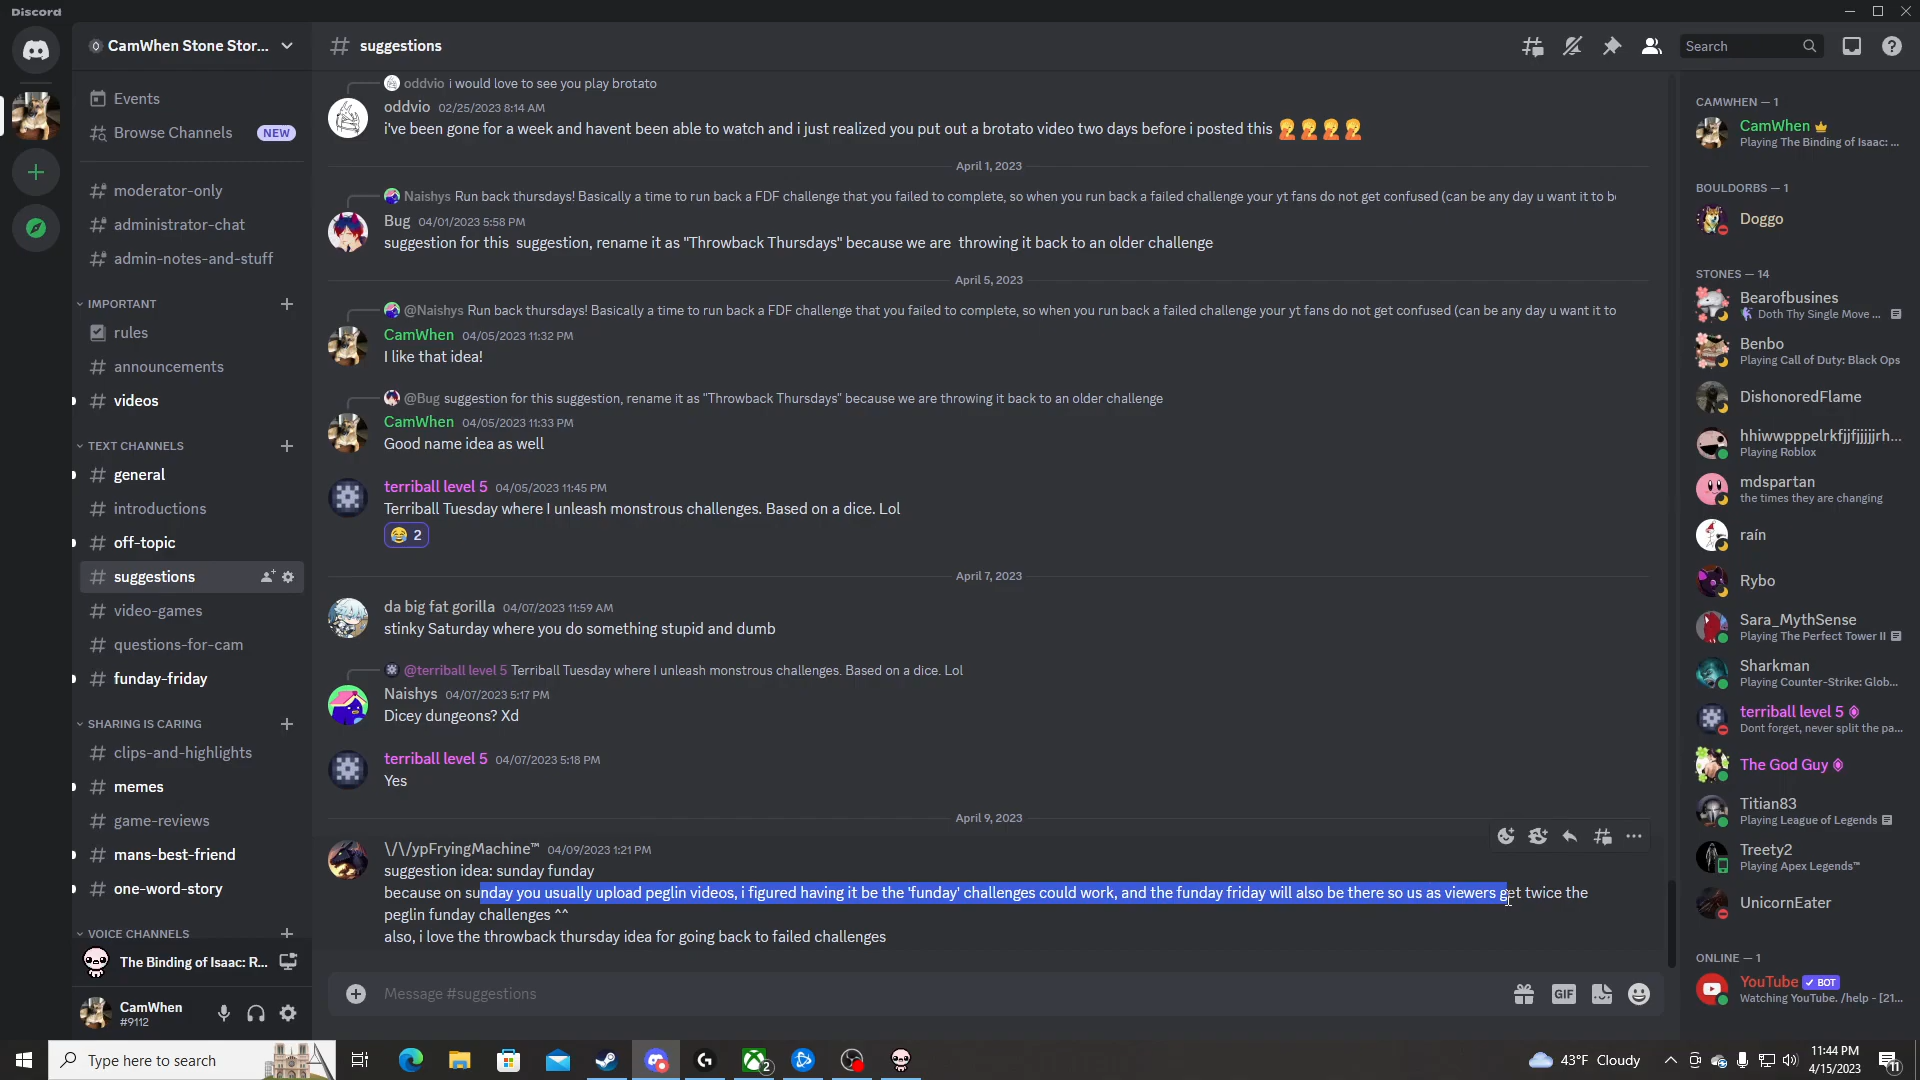 Discord
CamWhen Stone Stor...
Events
Browse Channels NEW
moderator-only
administrator-chat
admin-notes-and-stuff
IMPORTANT
rules
announcements
videos
TEXT CHANNELS
general
introductions
off-topic
suggestions
video-games
questions-for-cam
funday-friday
SHARING IS CARING
clips-and-highlights
memes
game-reviews
mans-best-friend
one-word-story
VOICE CHANNELS
The Binding of Isaac: R...
CamWhen
#9112
suggestions
Search
oddvio i would love to see you play brotato
oddvio 02/25/2023 8:14 AM
i've been gone for a week and havent been able to watch and i just realized you put out a brotato video two days before i posted this
April 1, 2023
Naishys Run back thursdays! Basically a time to run back a FDF challenge that you failed to complete, so when you run back a failed challenge your yt fans do not get confused (can be any day u want it to be
Bug 04/01/2023 5:58 PM
suggestion for this suggestion, rename it as "Throwback Thursdays" because we are throwing it back to an older challenge
April 5, 2023
@Naishys Run back thursdays! Basically a time to run back a FDF challenge that you failed to complete, so when you run back a failed challenge your yt fans do not get confused (can be any day u want it to
CamWhen 04/05/2023 11:32 PM
I like that idea!
@Bug suggestion for this suggestion, rename it as "Throwback Thursdays" because we are throwing it back to an older challenge
CamWhen 04/05/2023 11:33 PM
Good name idea as well
terriball level 5 04/05/2023 11:45 PM
Terriball Tuesday where I unleash monstrous challenges. Based on a dice. Lol
2
April 7, 2023
da big fat gorilla 04/07/2023 11:59 AM
stinky Saturday where you do something stupid and dumb
@terriball level 5 Terriball Tuesday where I unleash monstrous challenges. Based on a dice. Lol
Naishys 04/07/2023 5:17 PM
Dicey dungeons? Xd
terriball level 5 04/07/2023 5:18 PM
Yes
April 9, 2023
\/\/ypFryingMachine™ 04/09/2023 1:21 PM
suggestion idea: sunday funday
because on sunday you usually upload peglin videos, i figured having it be the 'funday' challenges could work, and the funday friday will also be there so us as viewers get twice the
peglin funday challenges ^^
also, i love the throwback thursday idea for going back to failed challenges
Message #suggestions
GIF
CAMWHEN — 1
CamWhen
Playing The Binding of Isaac: ...
BOULDORBS — 1
Doggo
STONES — 14
Bearofbusines
Doth Thy Single Move ...
Benbo
Playing Call of Duty: Black Ops
DishonoredFlame
hhiwwpppelrkfjjfjjjjjrh...
Playing Roblox
mdspartan
the times they are changing
raín
Rybo
Sara_MythSense
Playing The Perfect Tower II
Sharkman
Playing Counter-Strike: Glob...
terriball level 5
Dont forget, never split the pa...
The God Guy
Titian83
Playing League of Legends
Treety2
Playing Apex Legends™
UnicornEater
ONLINE — 1
YouTube BOT
Watching YouTube. /help - [21...
Type here to search
2
43°F Cloudy
11:44 PM
4/15/2023
11